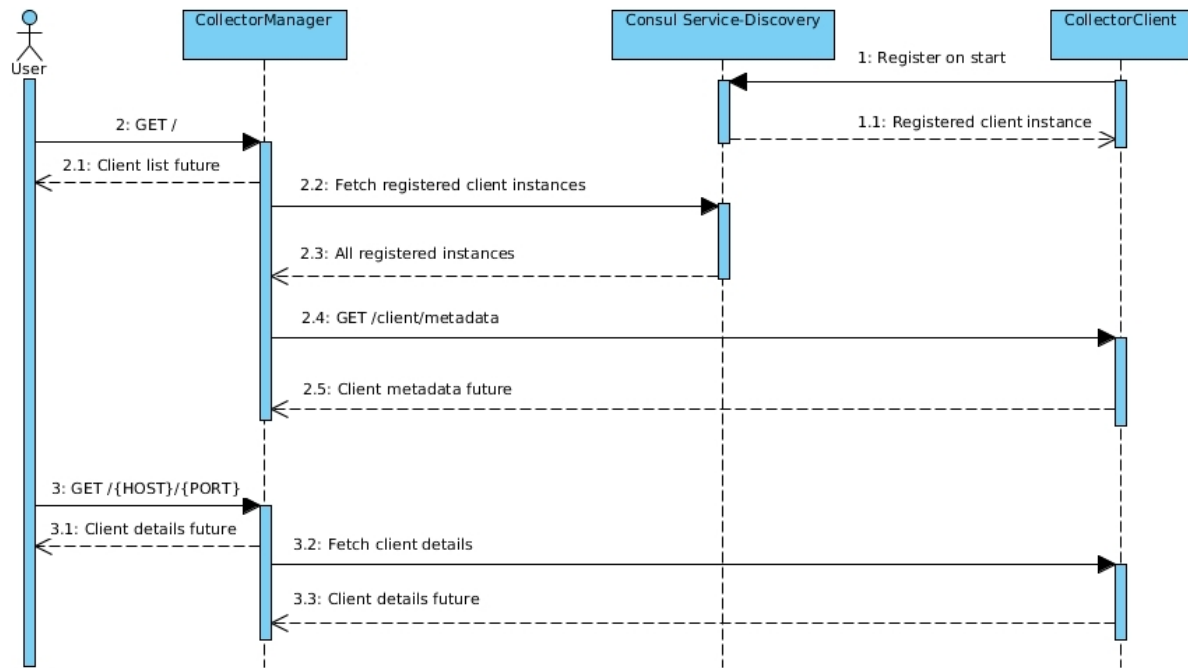 CollectorManager
Consul Service-Discovery
CollectorClient
User
1: Register on start
1.1: Registered client instance
2: GET /
2.1: Client list future
2.2: Fetch registered client instances
2.3: All registered instances
2.4: GET /client/metadata
2.5: Client metadata future
3: GET /{HOST}/{PORT}
3.1: Client details future
3.2: Fetch client details
3.3: Client details future